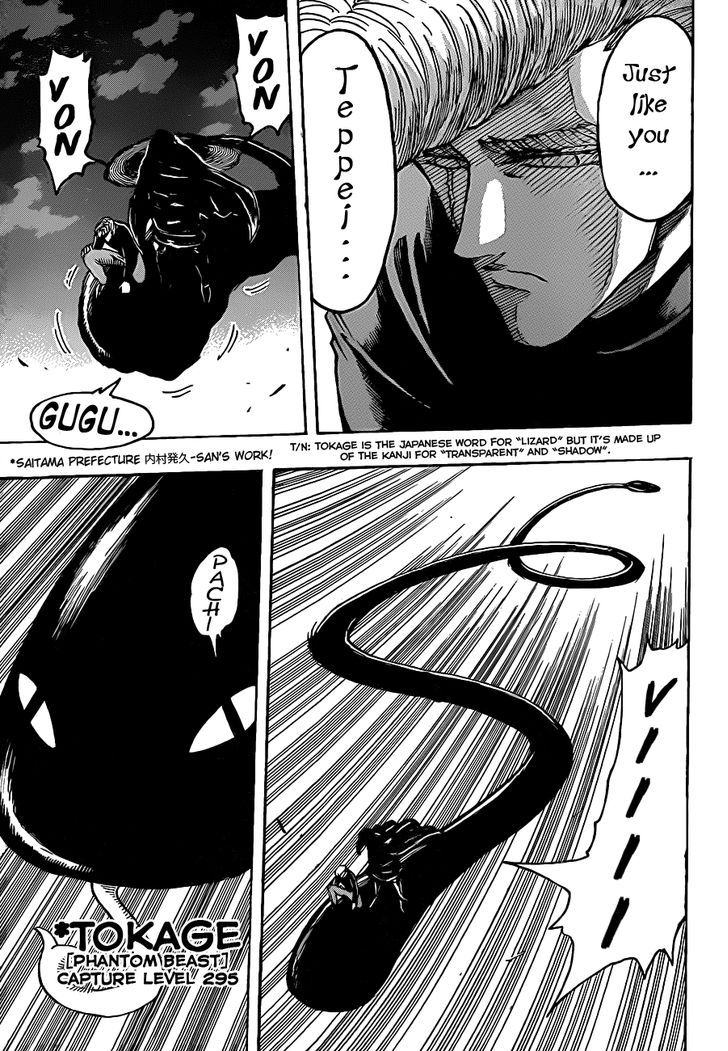 Just
like
you
...
Teppei...
VON
VON
GUGU...
T/N: TOKAGE IS THE JAPANESE WORD FOR "LIZARD" BUT IT'S MADE UP
OF THE KANJI FOR "TRANSPARENT" AND "SHADOW".
*SAITAMA PREFECTURE 内村発久-SAN'S WORK!
VIIII
PACHI
*TOKAGE
[PHANTOM BEAST]
CAPTURE LEVEL 295